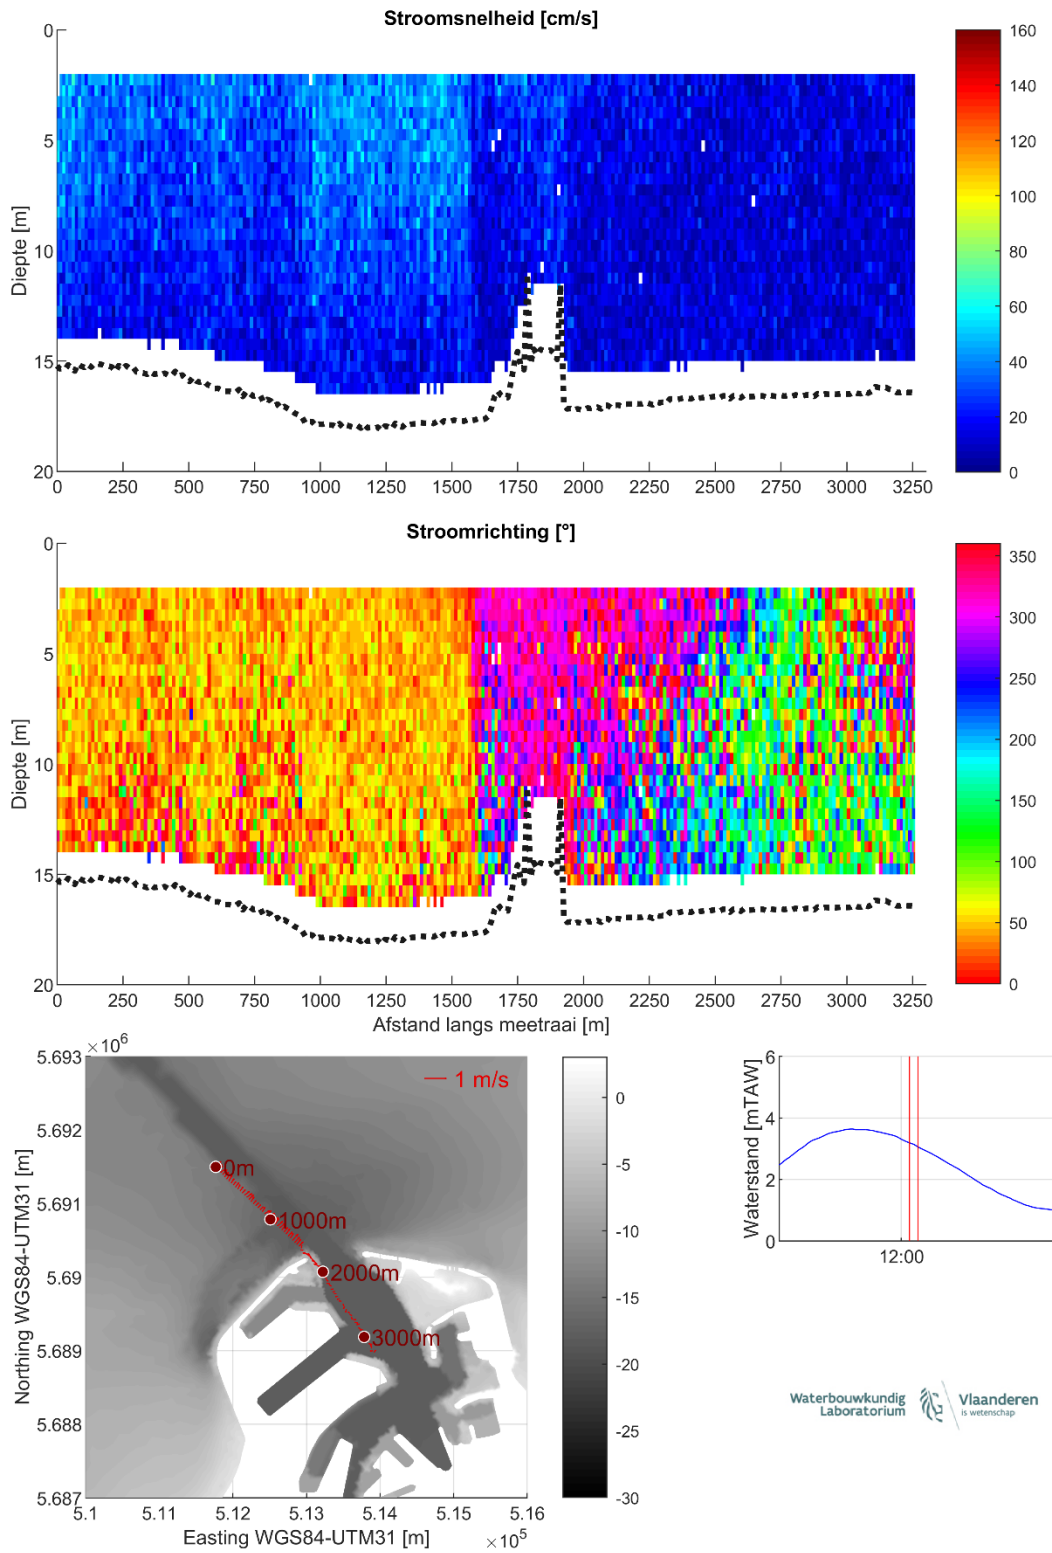 Stroomsnelheid [cm/s]
Diepte [m]
0
5
10
15
20
0 250 500 750 1000 1250 1500 1750 2000 2250 2500 2750 3000 3250
160
140
120
100
80
60
40
20
0
Stroomrichting [°]
Diepte [m]
0
5
10
15
20
0 250 500 750 1000 1250 1500 1750 2000 2250 2500 2750 3000 3250
Afstand langs meetraai [m]
350
300
250
200
150
100
50
0
×10⁶
Northing WGS84-UTM31 [m]
5.693
5.692
5.691
5.69
5.689
5.688
5.687
1 m/s
0m
1000m
2000m
3000m
5.1 5.11 5.12 5.13 5.14 5.15 5.16
Easting WGS84-UTM31 [m]
×10⁵
0
-5
-10
-15
-20
-25
-30
Waterstand [mTAW]
6
4
2
0
12:00
Waterbouwkundig
Laboratorium
Vlaanderen
is wetenschap